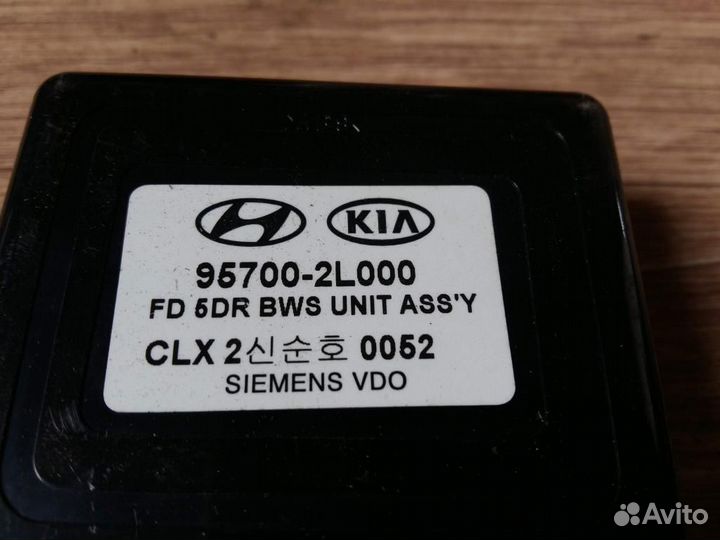 KIA
95700-2L000
FD 5DR BWS UNIT ASS'Y
CLX 2신순호 0052
SIEMENS VDO
Avito